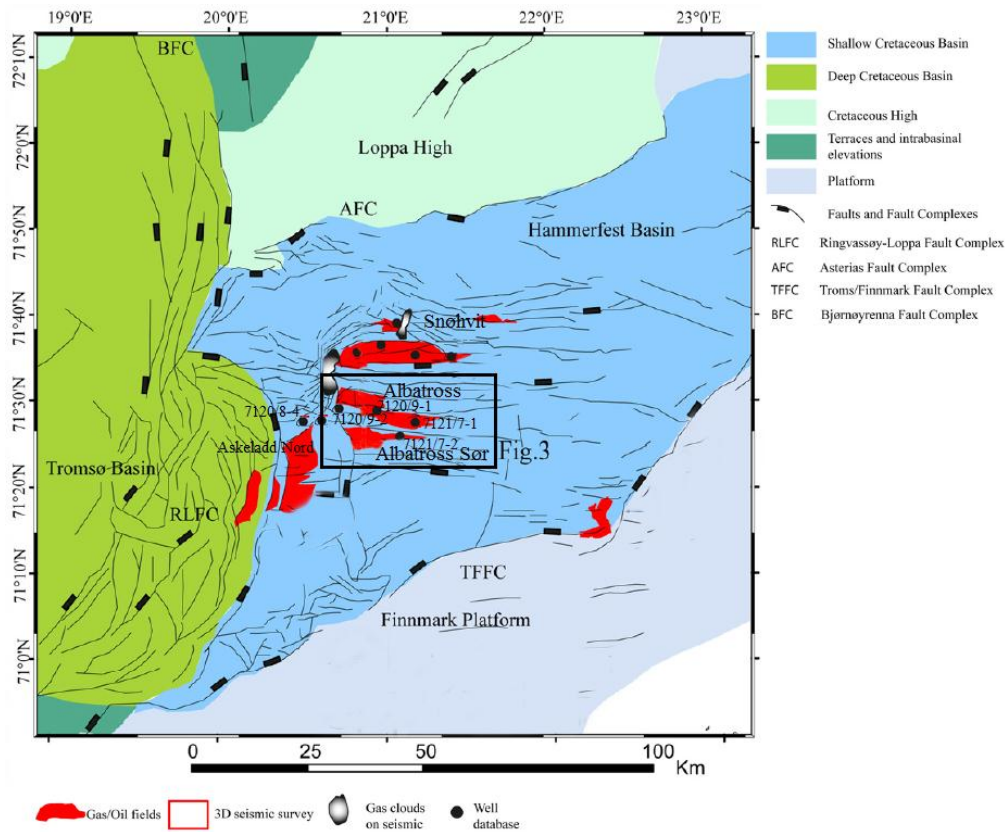 19°0'E 20°0'E 21°0'E 22°0'E 23°0'E
72°10'N
72°0'N
71°50'N
71°40'N
71°30'N
71°20'N
71°10'N
71°0'N
BFC
Loppa High
AFC
Hammerfest Basin
Snøhvit
Albatross
7120/8-4
7120/9-2
7120/9-1
7121/7-1
7121/7-2
Askeladd Nord
Albatross Sør
Fig.3
Tromsø Basin
RLFC
TFFC
Finnmark Platform
Shallow Cretaceous Basin
Deep Cretaceous Basin
Cretaceous High
Terraces and intrabasinal
elevations
Platform
Faults and Fault Complexes
RLFC Ringvassøy-Loppa Fault Complex
AFC Asterias Fault Complex
TFFC Troms/Finnmark Fault Complex
BFC Bjørnøyrenna Fault Complex
0 25 50 100
Km
Gas/Oil fields
3D seismic survey
Gas clouds
on seismic
Well
database